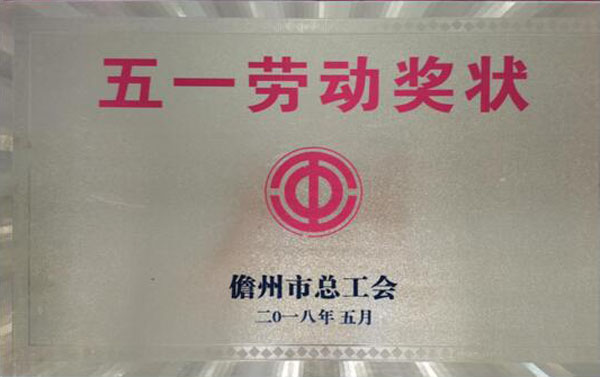 五一劳动奖状
儋州市总工会
二〇一八年 五月